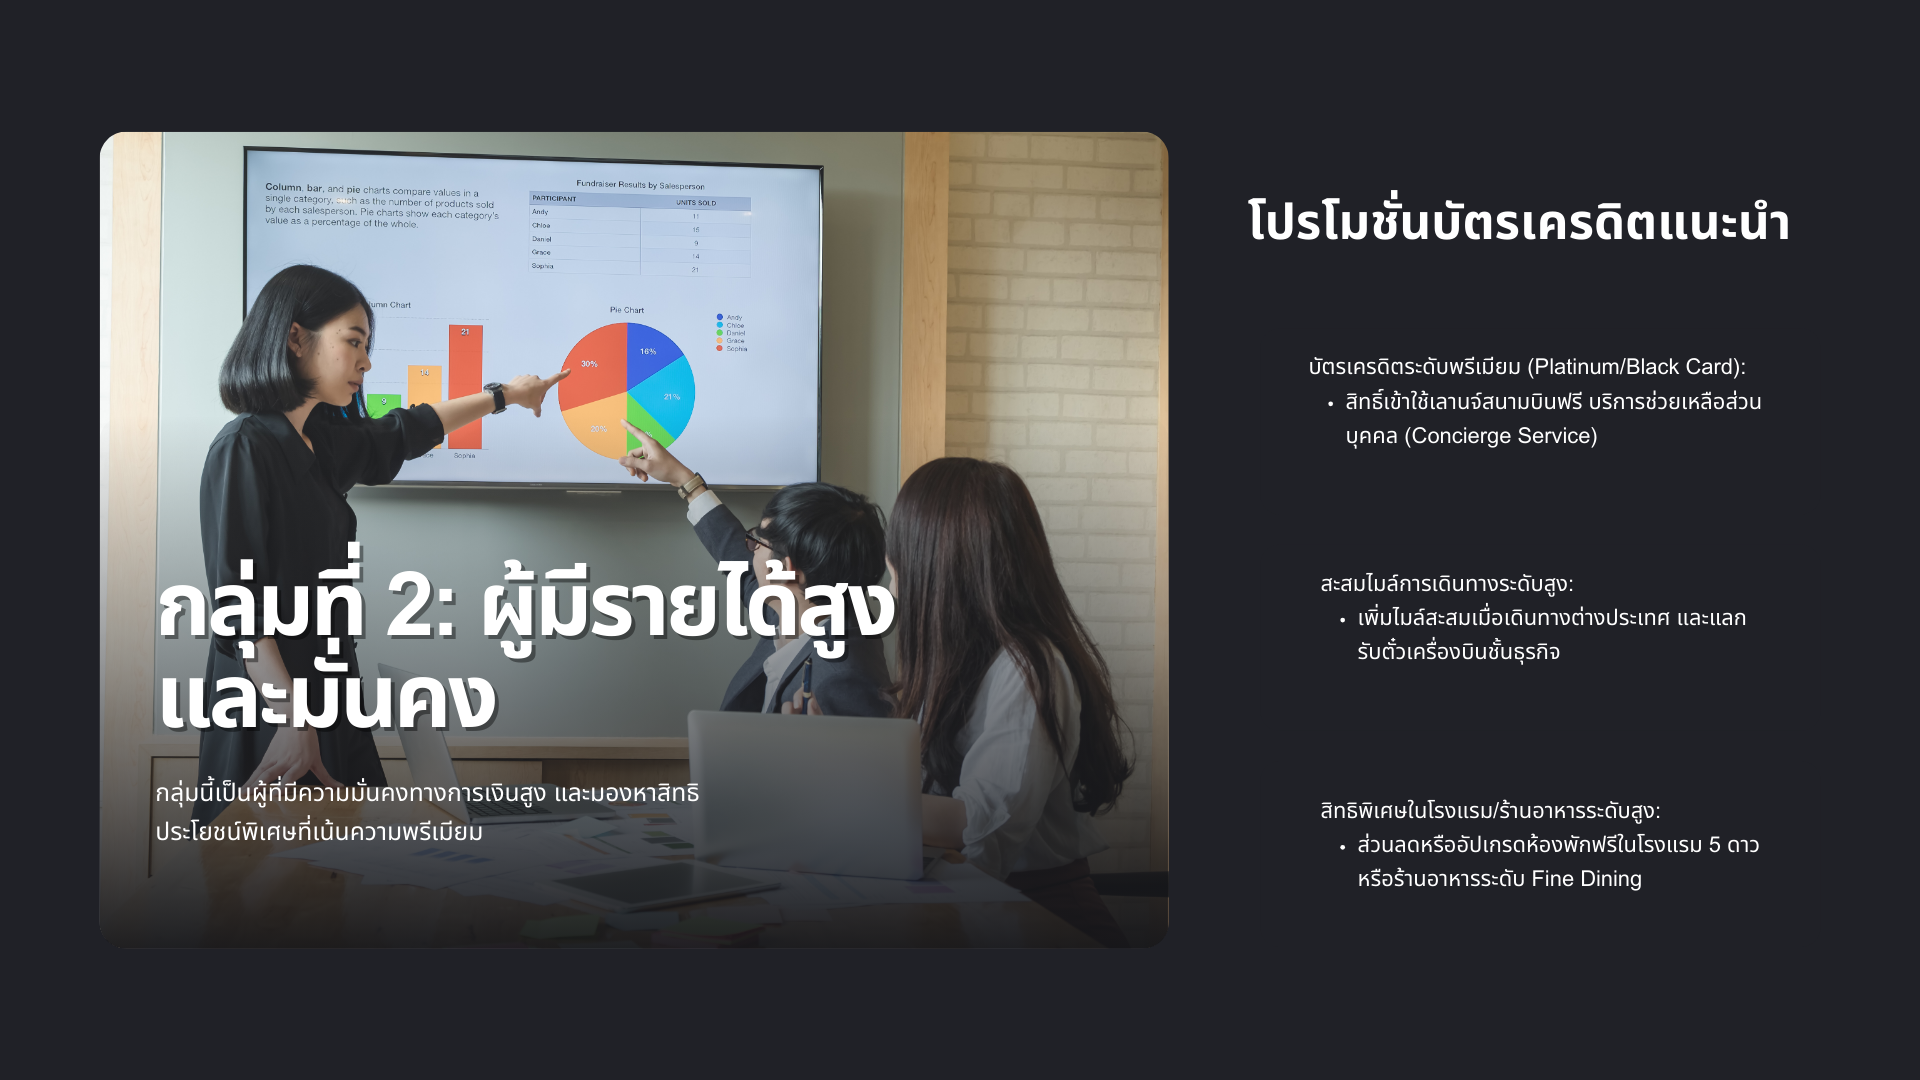 Column, bar, and pie charts compare values in a
single category, such as the number of products sold
by each salesperson. Pie charts show each category's
value as a percentage of the whole.
Fundraiser Results by Salesperson
PARTICIPANT UNITS SOLD
Andy 11
Chloe 15
Daniel 9
Grace 14
Sophia 21
Chart
21
14
9
Sophia
Pie Chart
Andy
Chloe
Daniel
Grace
Sophia
16%
30%
21%
20%
กลุ่มที่ 2: ผู้มีรายได้สูง
และมั่นคง
กลุ่มนี้เป็นผู้ที่มีความมั่นคงทางการเงินสูง และมองหาสิทธิ
ประโยชน์พิเศษที่เน้นความพรีเมียม
โปรโมชั่นบัตรเครดิตแนะนำ
บัตรเครดิตระดับพรีเมียม (Platinum/Black Card):
• สิทธิ์เข้าใช้เลานจ์สนามบินฟรี บริการช่วยเหลือส่วน
บุคคล (Concierge Service)
สะสมไมล์การเดินทางระดับสูง:
• เพิ่มไมล์สะสมเมื่อเดินทางต่างประเทศ และแลก
รับตั๋วเครื่องบินชั้นธุรกิจ
สิทธิพิเศษในโรงแรม/ร้านอาหารระดับสูง:
• ส่วนลดหรืออัปเกรดห้องพักฟรีในโรงแรม 5 ดาว
หรือร้านอาหารระดับ Fine Dining